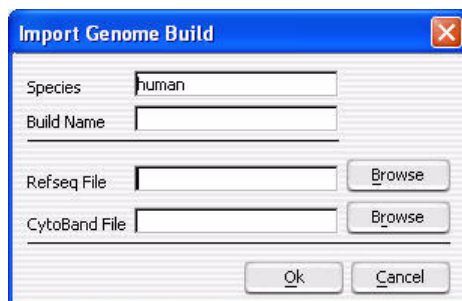 Import Genome Build
Species human
Build Name
Refseq File Browse
CytoBand File Browse
Ok Cancel